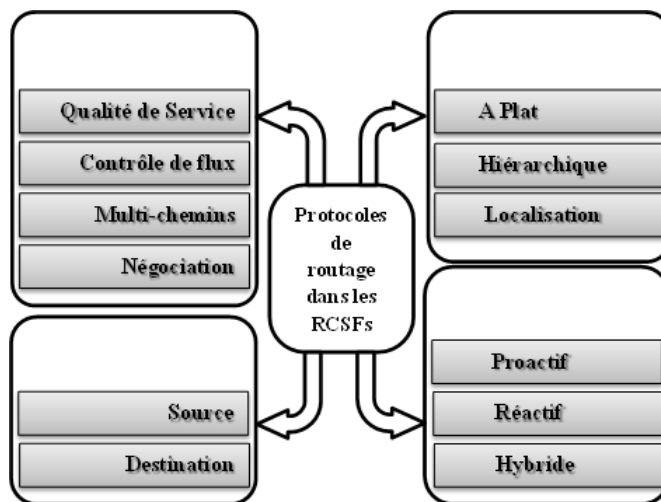 Qualité de Service
Contrôle de flux
Multi-chemins
Négociation
A Plat
Hiérarchique
Localisation
Protocoles
de
routage
dans les
RCSFs
Source
Destination
Proactif
Réactif
Hybride